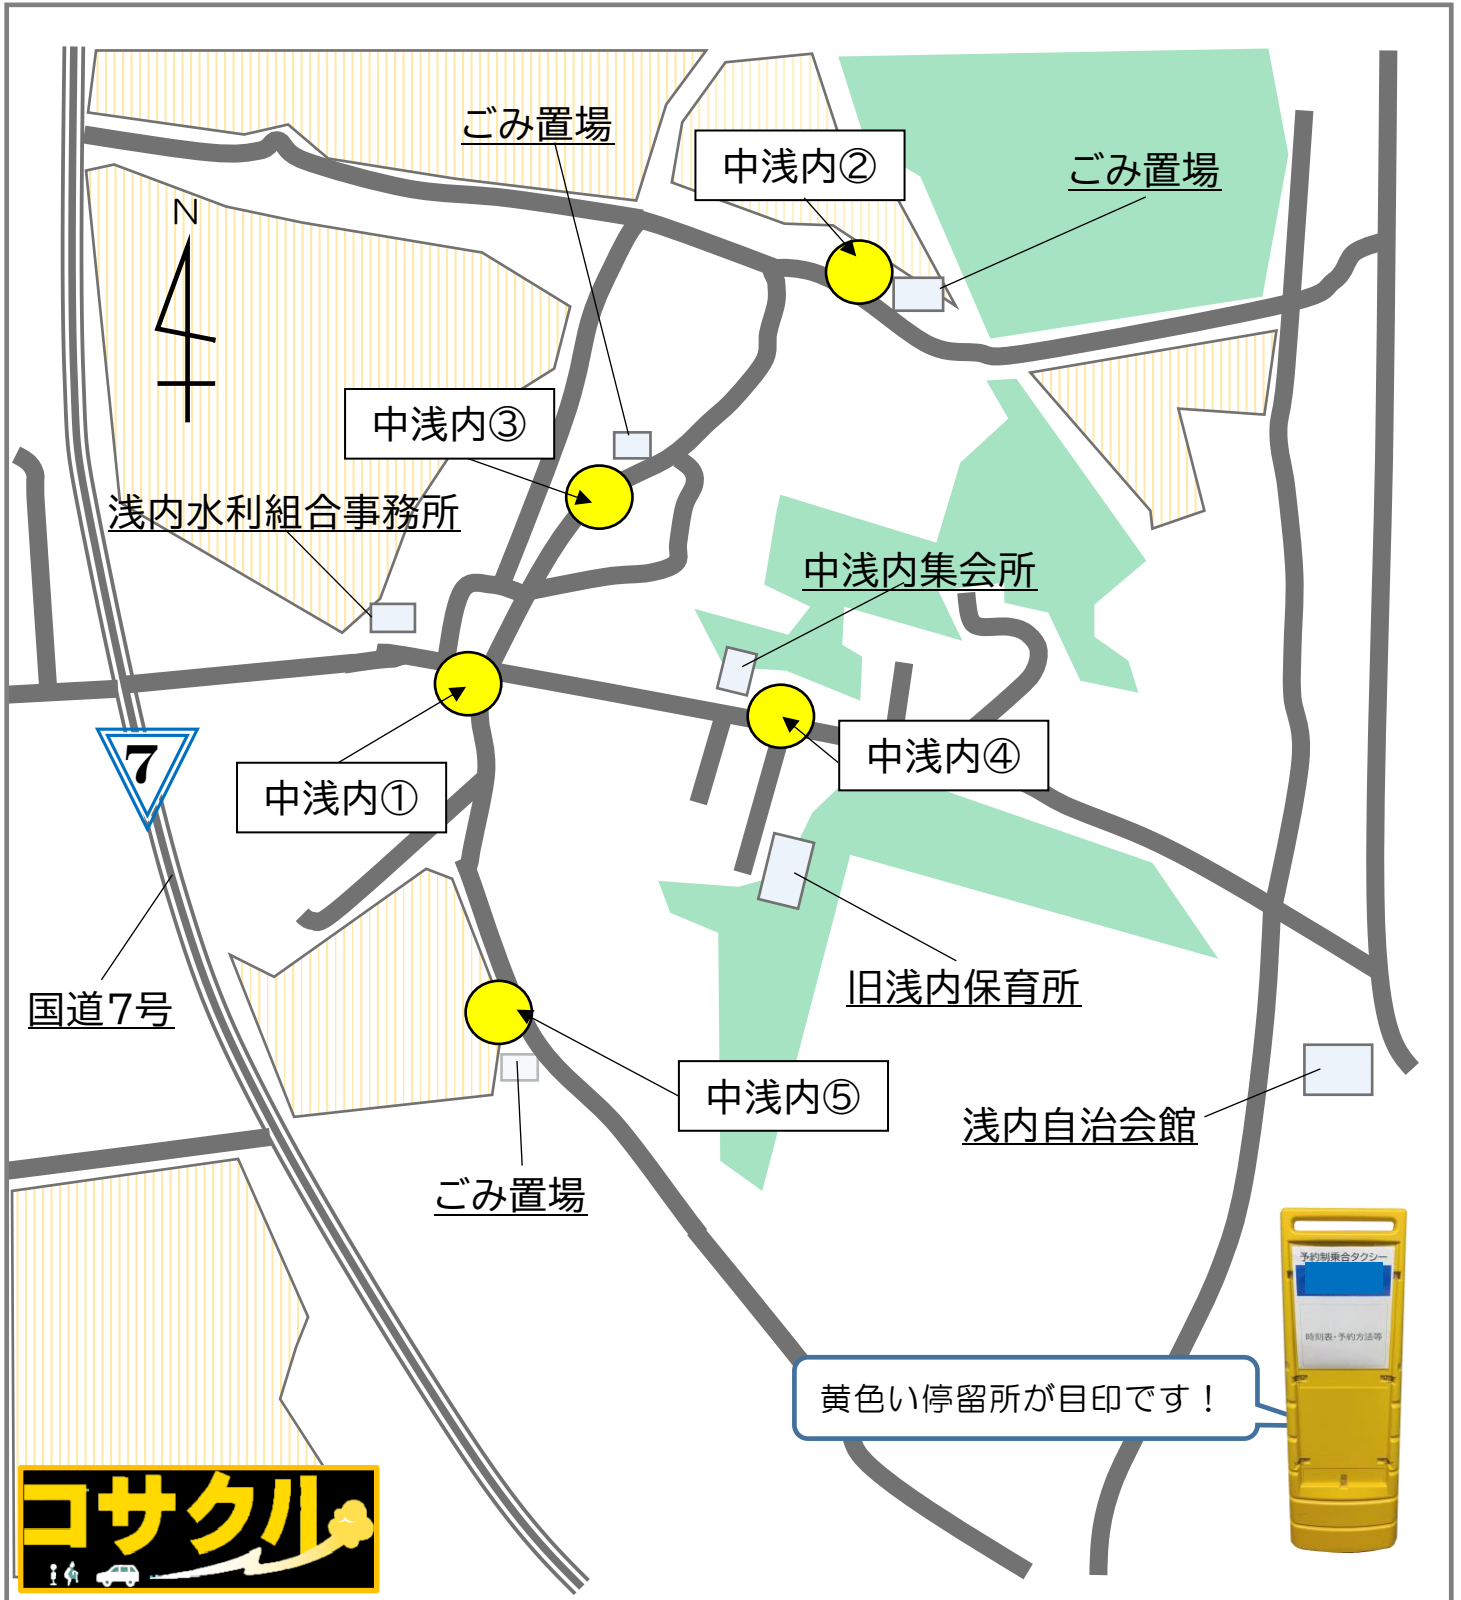 ごみ置場
中浅内②
ごみ置場
N
中浅内③
浅内水利組合事務所
中浅内集会所
中浅内④
7
中浅内①
旧浅内保育所
国道7号
中浅内⑤
浅内自治会館
ごみ置場
予約制乗合タクシー
時刻表・予約方法等
黄色い停留所が目印です！
コサクル